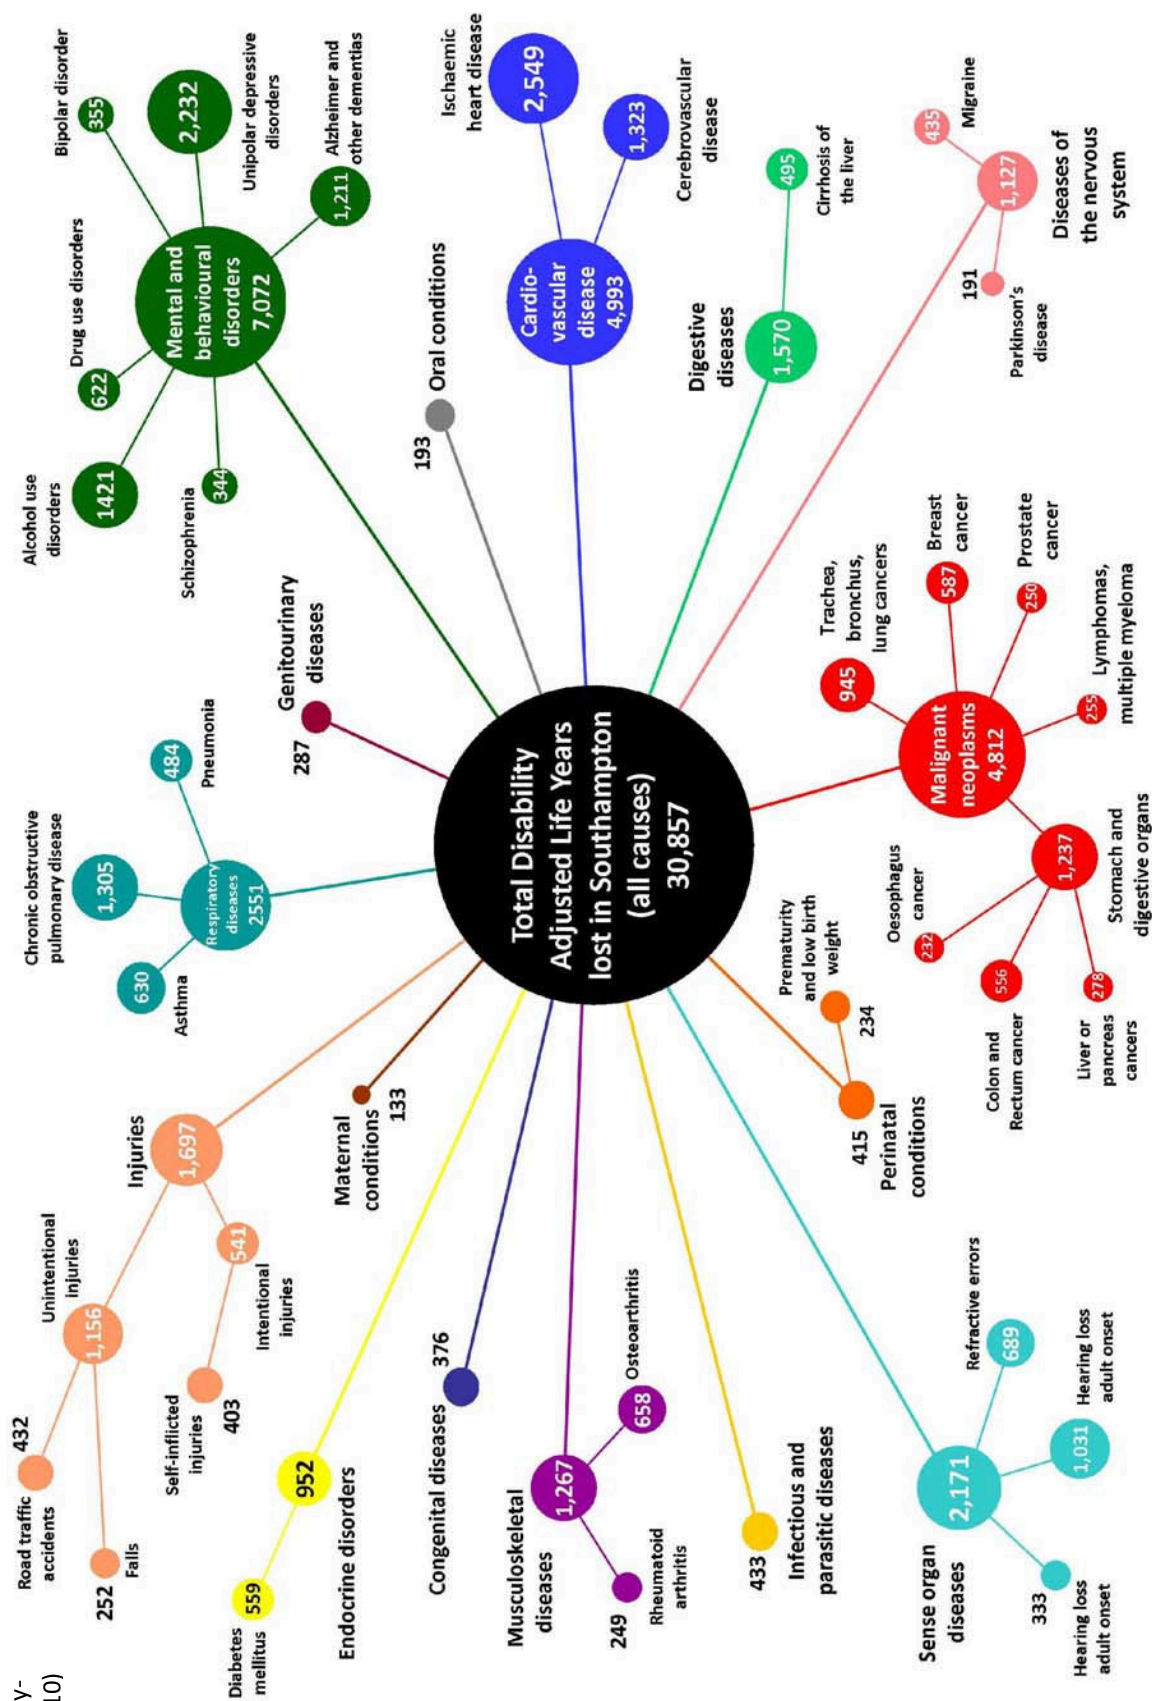 y-
10)
Total Disability
Adjusted Life Years
lost in Southampton
(all causes)
30,857
Mental and
behavioural
disorders
7,072
Alcohol use
disorders
1421
Drug use disorders
622
Bipolar disorder
355
2,232
Unipolar depressive
disorders
Alzheimer and
other dementias
1,211
Schizophrenia
344
Oral conditions
193
Cardio-
vascular
disease
4,993
Ischaemic
heart disease
2,549
1,323
Cerebrovascular
disease
Digestive
diseases
1,570
495
Cirrhosis of
the liver
1,127
Diseases of
the nervous
system
435
Migraine
191
Parkinson's
disease
Malignant
neoplasms
4,812
Trachea,
bronchus,
lung cancers
945
Breast
cancer
587
Prostate
cancer
250
Lymphomas,
multiple myeloma
255
1,237
Stomach and
digestive organs
Oesophagus
cancer
232
556
Colon and
Rectum cancer
278
Liver or
pancreas
cancers
Prematurity
and low birth
weight
234
415
Perinatal
conditions
Sense organ
diseases
2,171
Refractive errors
689
Hearing loss
adult onset
1,031
333
Hearing loss
adult onset
433
Infectious and
parasitic diseases
Musculoskeletal
diseases
1,267
Osteoarthritis
658
249
Rheumatoid
arthritis
Congenital diseases
376
Endocrine disorders
952
Diabetes
mellitus
559
Maternal
conditions
133
Injuries
1,697
Unintentional
injuries
1,156
Road traffic
accidents
432
252
Falls
541
Intentional
injuries
Self-inflicted
injuries
403
Respiratory
diseases
2551
Chronic obstructive
pulmonary disease
1,305
630
Asthma
484
Pneumonia
Genitourinary
diseases
287